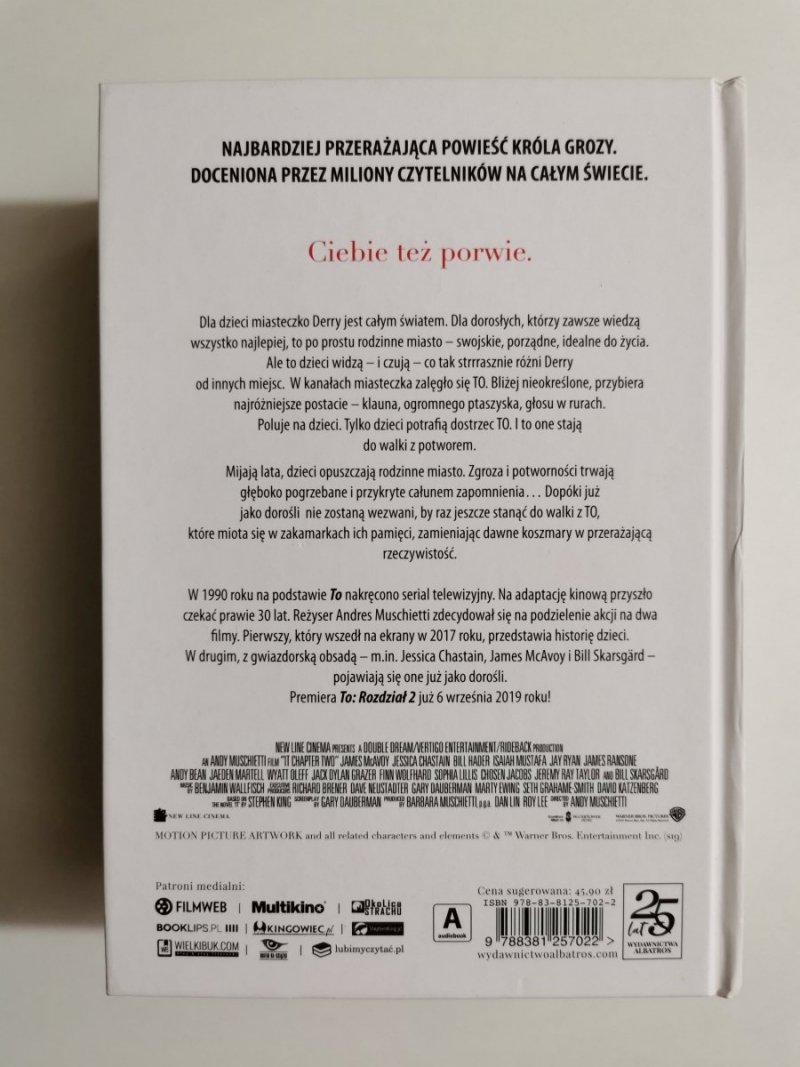 NAJBARDZIEJ PRZERAŻAJĄCA POWIEŚĆ KRÓLA GROZY.
DOCENIONA PRZEZ MILIONY CZYTELNIKÓW NA CAŁYM ŚWIECIE.
Ciebie też porwie.
Dla dzieci miasteczko Derry jest całym światem. Dla dorosłych, którzy zawsze wiedzą
wszystko najlepiej, to po prostu rodzinne miasto – swojskie, porządne, idealne do życia.
Ale to dzieci widzą – i czują – co tak strrrasznie różni Derry
od innych miejsc. W kanałach miasteczka zalęgło się TO. Bliżej nieokreślone, przybiera
najróżniejsze postacie – klauna, ogromnego ptaszyska, głosu w rurach.
Poluje na dzieci. Tylko dzieci potrafią dostrzec TO. I to one stają
do walki z potworem.
Mijają lata, dzieci opuszczają rodzinne miasto. Zgroza i potworności trwają
głęboko pogrzebane i przykryte całunem zapomnienia... Dopóki już
jako dorośli nie zostaną wezwani, by raz jeszcze stanąć do walki z TO,
które miota się w zakamarkach ich pamięci, zamieniając dawne koszmary w przerażającą
rzeczywistość.
W 1990 roku na podstawie To nakręcono serial telewizyjny. Na adaptację kinową przyszło
czekać prawie 30 lat. Reżyser Andres Muschietti zdecydował się na podzielenie akcji na dwa
filmy. Pierwszy, który wszedł na ekrany w 2017 roku, przedstawia historię dzieci.
W drugim, z gwiazdorską obsadą – m.in. Jessica Chastain, James McAvoy i Bill Skarsgärd –
pojawiają się one już jako dorośli.
Premiera To: Rozdział 2 już 6 września 2019 roku!
NEW LINE CINEMA PRESENTS A DOUBLE DREAM/VERTIGO ENTERTAINMENT/RIDEBACK PRODUCTION
AN ANDY MUSCHIETTI FILM "IT CHAPTER TWO" JAMES McAVOY JESSICA CHASTAIN BILL HADER ISAIAH MUSTAFA JAY RYAN JAMES RANSONE
ANDY BEAN JAEDEN MARTELL WYATT OLEFF JACK DYLAN GRAZER FINN WOLFHARD SOPHIA LILLIS CHOSEN JACOBS JEREMY RAY TAYLOR AND BILL SKARSGÅRD
MUSIC BY BENJAMIN WALLFISCH EXECUTIVE PRODUCERS RICHARD BRENER DAVE NEUSTADTER GARY DAUBERMAN MARTY EWING SETH GRAHAME-SMITH DAVID KATZENBERG
BASED ON THE NOVEL "IT" BY STEPHEN KING SCREENPLAY BY GARY DAUBERMAN PRODUCED BY BARBARA MUSCHIETTI, p.g.a. DAN LIN ROY LEE DIRECTED BY ANDY MUSCHIETTI
NEW LINE CINEMA
WARNER BROS. PICTURES
MOTION PICTURE ARTWORK and all related characters and elements © & ™ Warner Bros. Entertainment Inc. (s19)
Patroni medialni:
FILMWEB | Multikino | OkoLica STRACHU
BOOKLIPS.PL | KINGOWIEC.pl |
WIELKIBUK.COM | | lubimyczytać.pl
A
audiobook
Cena sugerowana: 45,90 zł
ISBN 978-83-8125-702-2
9 788381 257022 >
wydawnictwoalbatros.com
25
lat
WYDAWNICTWA
ALBATROS